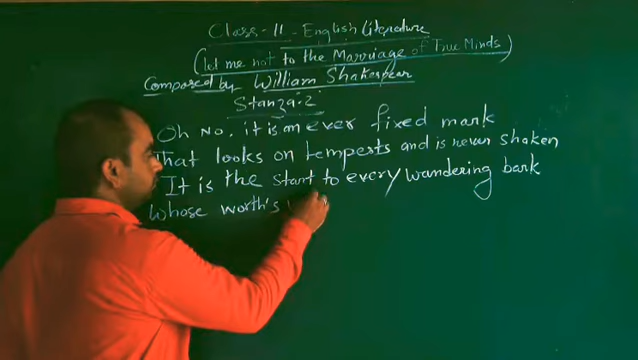 Class-11 - English Literature
(let me not to the Marriage of True Minds)
Composed by William Shakespear
Stanza-2
Oh No, it is an ever fixed mark
That looks on tempests and is never shaken
It is the start to every wandering bark
Whose worth's